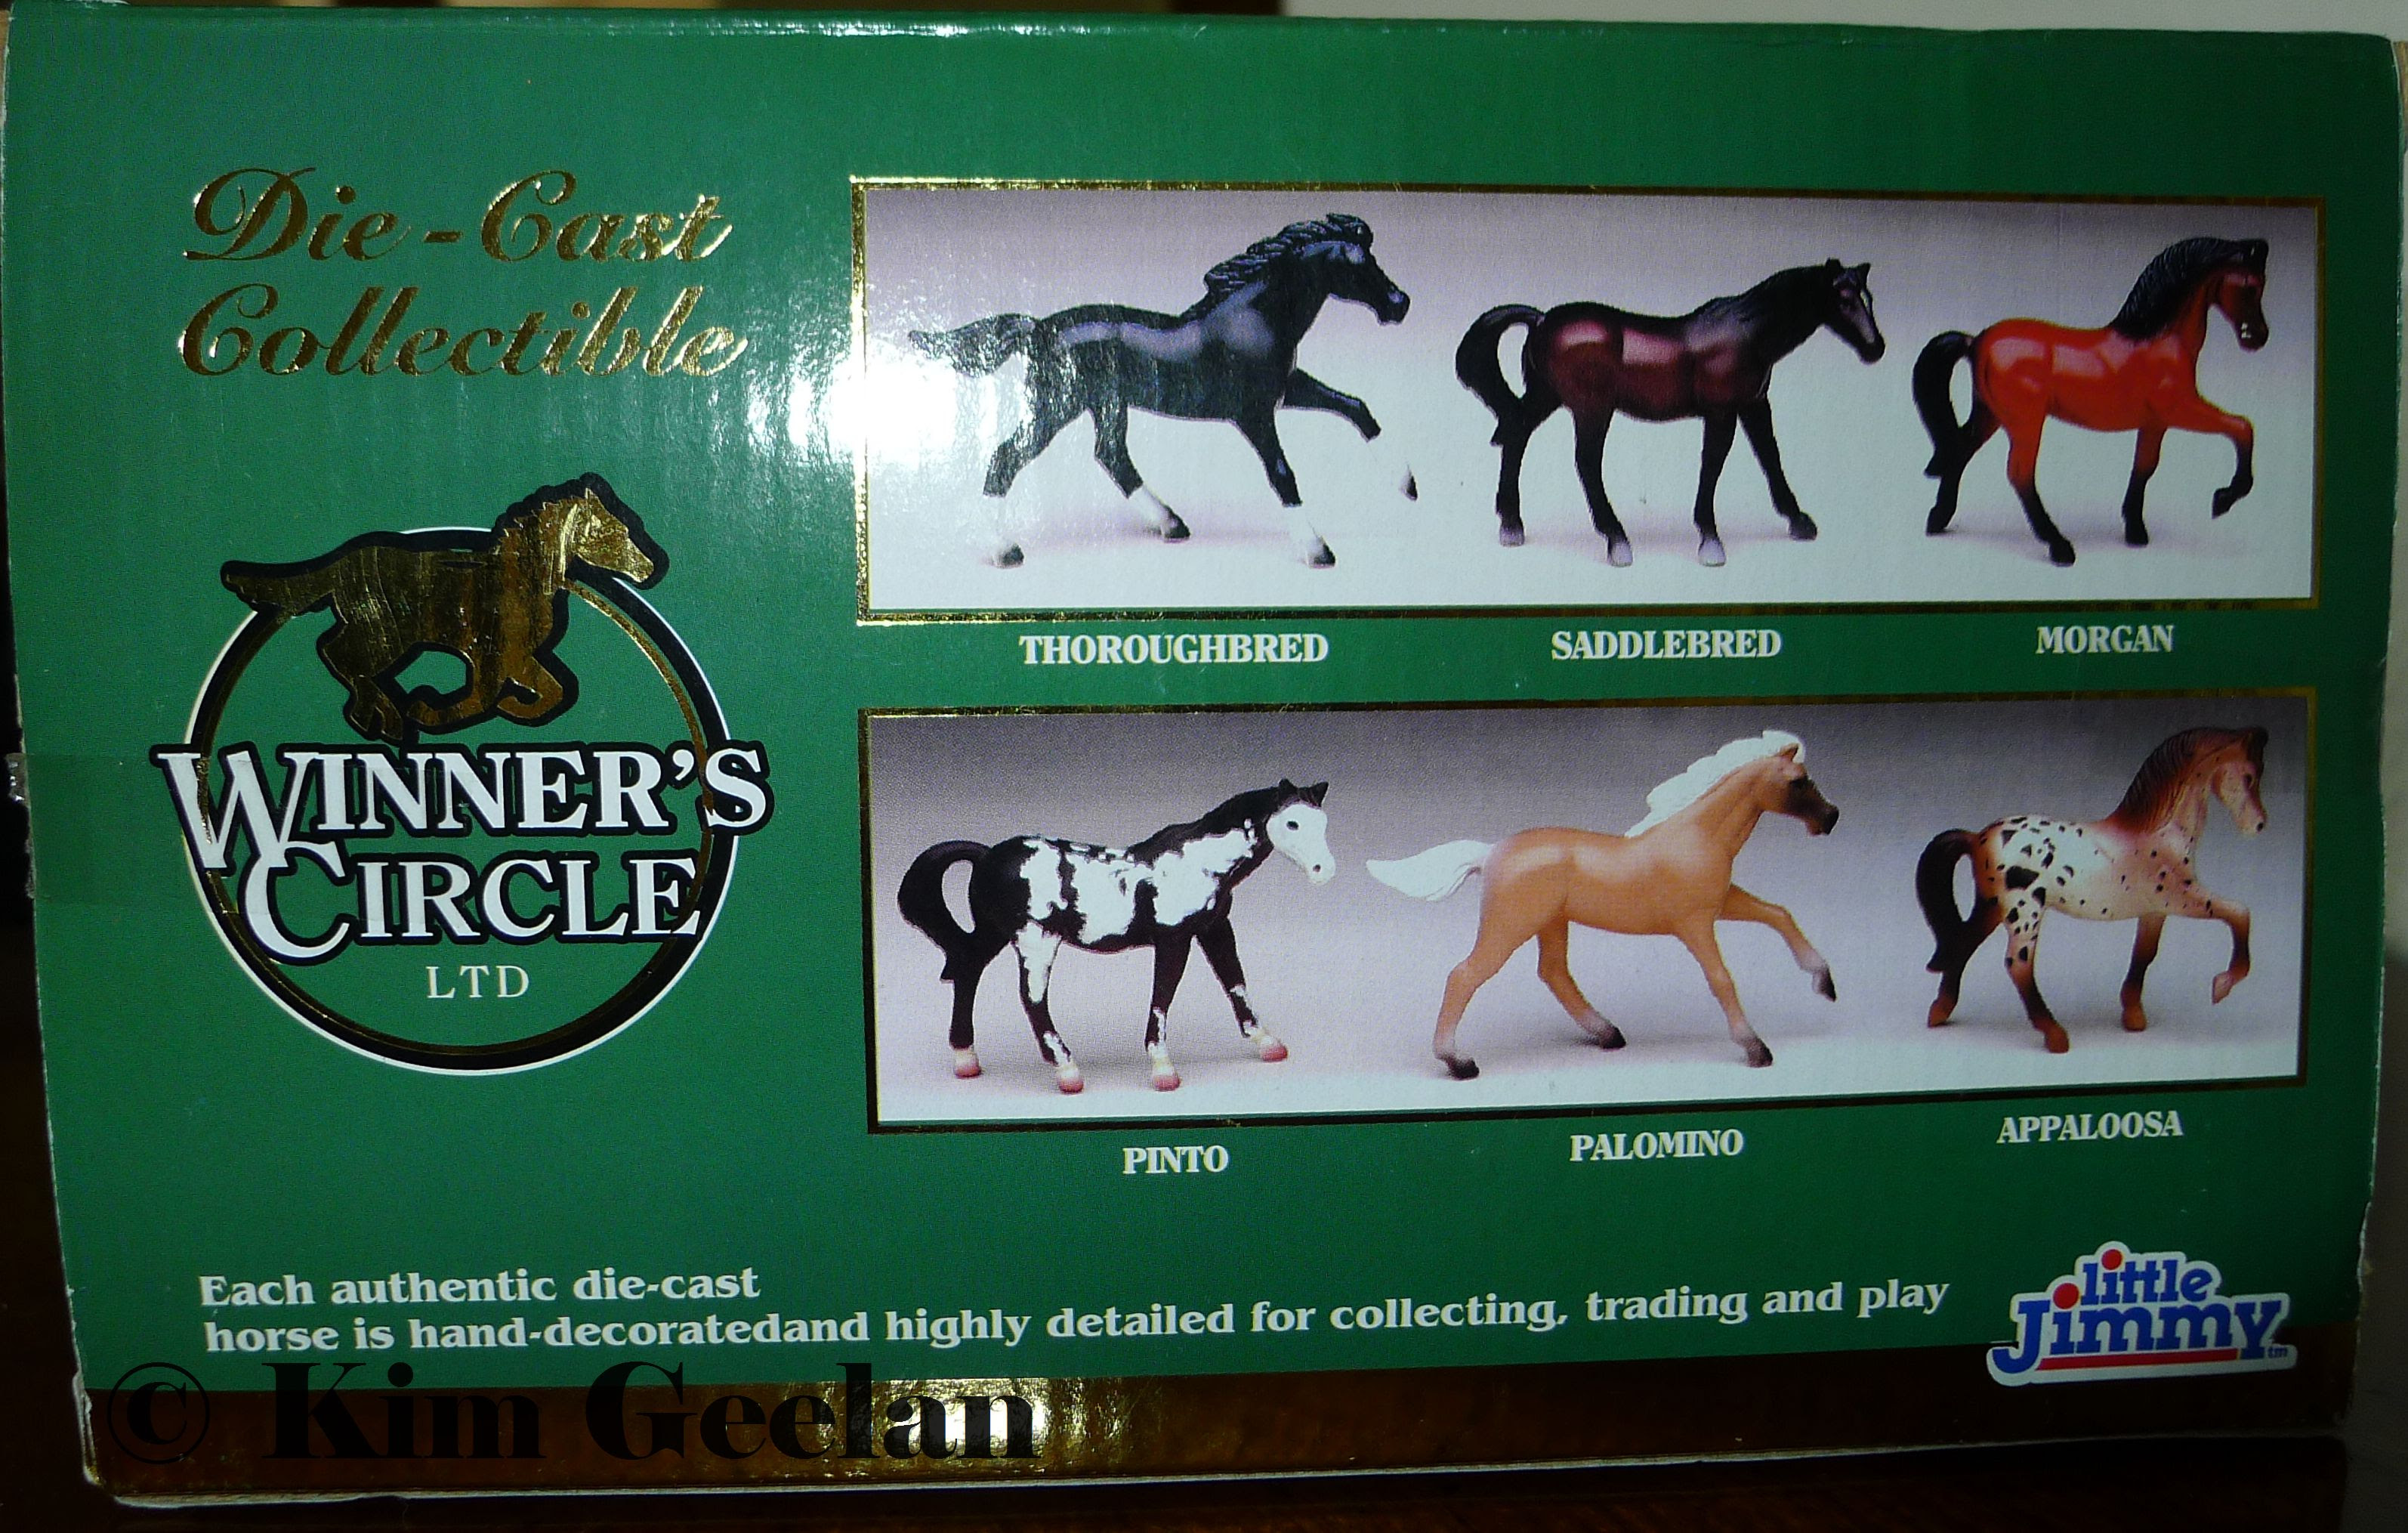 Die-Cast
Collectible
WINNER'S
CIRCLE
LTD
THOROUGHBRED
SADDLEBRED
MORGAN
PINTO
PALOMINO
APPALOOSA
Each authentic die-cast
horse is hand-decoratedand highly detailed for collecting, trading and play
little
Jimmy tm
© Kim Geelan